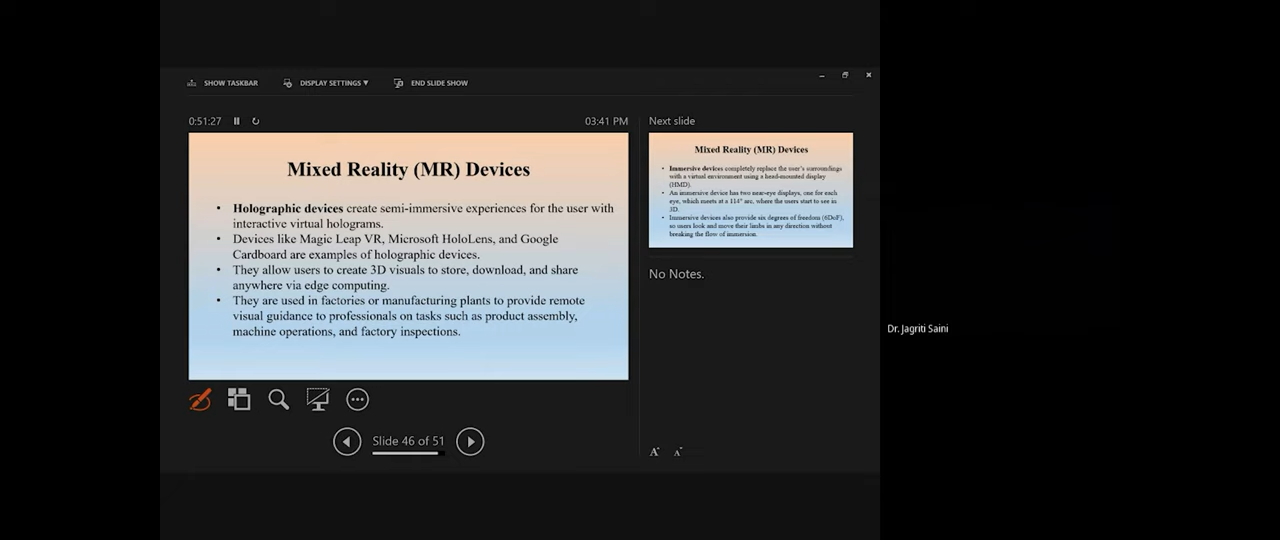 SHOW TASKBAR
DISPLAY SETTINGS ▼
END SLIDE SHOW
0:51:27
03:41 PM
Mixed Reality (MR) Devices
• Holographic devices create semi-immersive experiences for the user with
interactive virtual holograms.
• Devices like Magic Leap VR, Microsoft HoloLens, and Google
Cardboard are examples of holographic devices.
• They allow users to create 3D visuals to store, download, and share
anywhere via edge computing.
• They are used in factories or manufacturing plants to provide remote
visual guidance to professionals on tasks such as product assembly,
machine operations, and factory inspections.
Slide 46 of 51
Next slide
Mixed Reality (MR) Devices
• Immersive devices completely replace the user's surroundings
with a virtual environment using a head-mounted display
(HMD).
• An immersive device has two near-eye displays, one for each
eye, which meets at a 114° arc, where the users start to see in
3D.
• Immersive devices also provide six degrees of freedom (6DoF),
so users look and move their limbs in any direction without
breaking the flow of immersion.
No Notes.
A A
Dr. Jagriti Saini